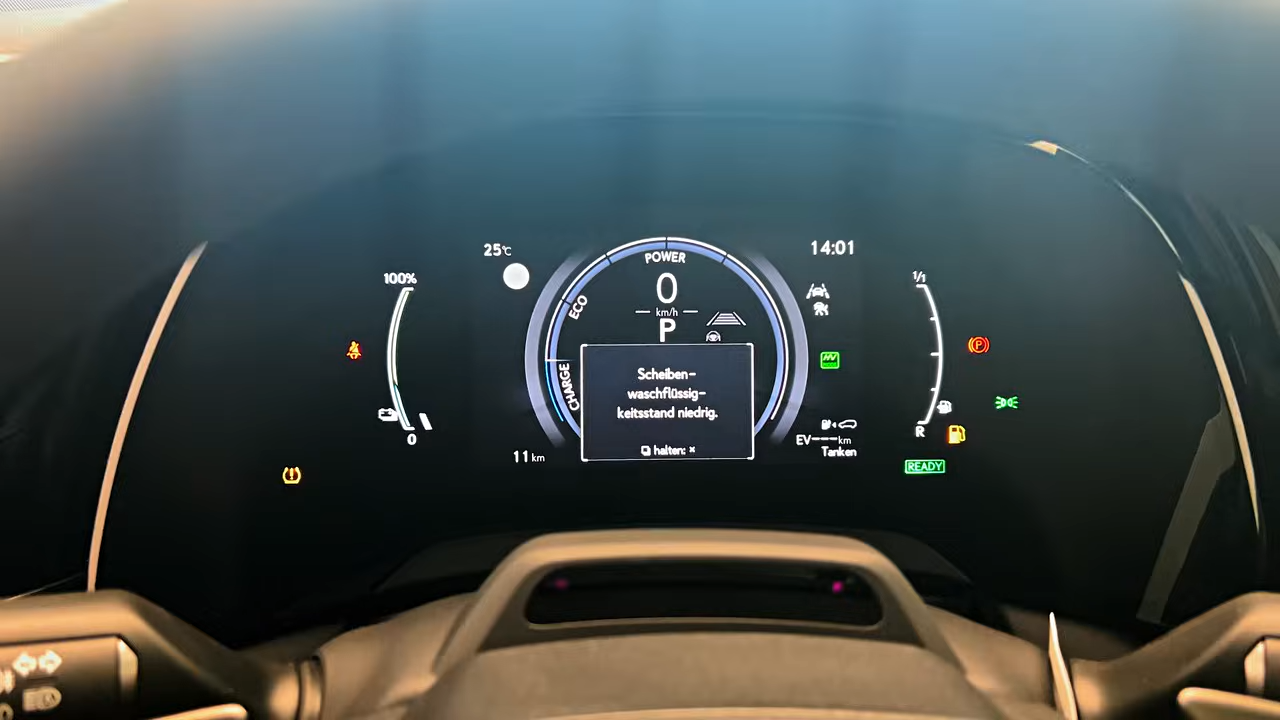 25°C
14:01
100%
POWER
1/1
0
ECO
km/h
P
CHARGE
Scheiben-
waschflüssig-
keitsstand niedrig.
halten: ×
0
11 km
EV---km
Tanken
R
READY